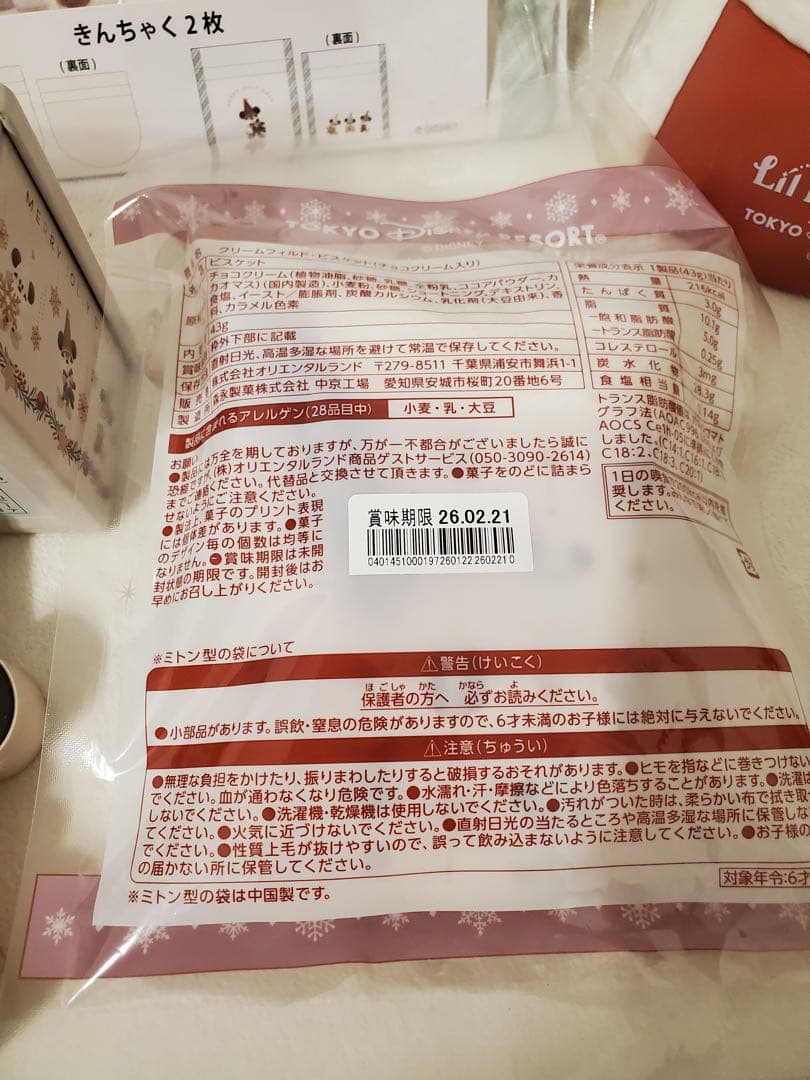 きんちゃく2枚
(裏面)
(裏面)
MERRY
Lil'
TOKYO
TOKYO DISNEY RESORT®
© DISNEY
クリームフィルド・ビスケット(チョコクリーム入り)
ビスケット
チョコクリーム(植物油脂、砂糖、乳糖、全粉乳、ココアパウダー、カ
カオマス)(国内製造)、小麦粉、砂糖、ショートニング、デキストリン、
食塩、イースト/膨脹剤、炭酸カルシウム、乳化剤(大豆由来)、香
料、カラメル色素
43g
枠外下部に記載
直射日光、高温多湿な場所を避けて常温で保存してください。
株式会社オリエンタルランド 〒279-8511 千葉県浦安市舞浜1-1
森永製菓株式会社 中京工場 愛知県安城市桜町20番地6号
製品に含まれるアレルゲン(28品目中) 小麦・乳・大豆
栄養成分表示 1製品(43g)当たり
熱量 216kcal
たんぱく質 3.0g
脂質 10.1g
-飽和脂肪酸 5.0g
-トランス脂肪酸 0.25g
コレステロール 3mg
炭水化物
食塩相当量
トランス脂肪酸
グラフ法(AOAC996
AOCS Ce1h-05に準拠
しました。(C14:1、C16:1、C18:1、
C18:2、C18:3、C20:1)
お願い
●製品には万全を期しておりますが、万が一不都合がございましたら誠に
恐縮ですが、(株)オリエンタルランド商品ゲストサービス(050-3090-2614)
までご連絡ください。代替品と交換させて頂きます。●菓子をのどに詰まら
せないようにご注意ください。
●製法上、菓子のプリント表現
には個体差があります。●菓子
のデザイン毎の個数は均等に
なりません。●賞味期限は未開
封状態の期限です。開封後はお
早めにお召し上がりください。
賞味期限 26.02.21
0401451000197260122 2602210
※ミトン型の袋について
⚠警告(けいこく)
保護者の方へ 必ずお読みください。
●小部品があります。誤飲・窒息の危険がありますので、6才未満のお子様には絶対に与えないでください。
⚠注意(ちゅうい)
●無理な負担をかけたり、振りまわしたりすると破損するおそれがあります。●ヒモを指などに巻きつけない
でください。血が通わなくなり危険です。●水濡れ・汗・摩擦などにより色落ちすることがあります。●洗濯は
しないでください。●洗濯機・乾燥機は使用しないでください。●汚れがついた時は、柔らかい布で拭き取っ
てください。●火気に近づけないでください。●直射日光の当たるところや高温多湿な場所に保管しな
いでください。●性質上毛が抜けやすいので、誤って飲み込まないように注意してください。●お子様の
手の届かない所に保管してください。
対象年令:6才
※ミトン型の袋は中国製です。